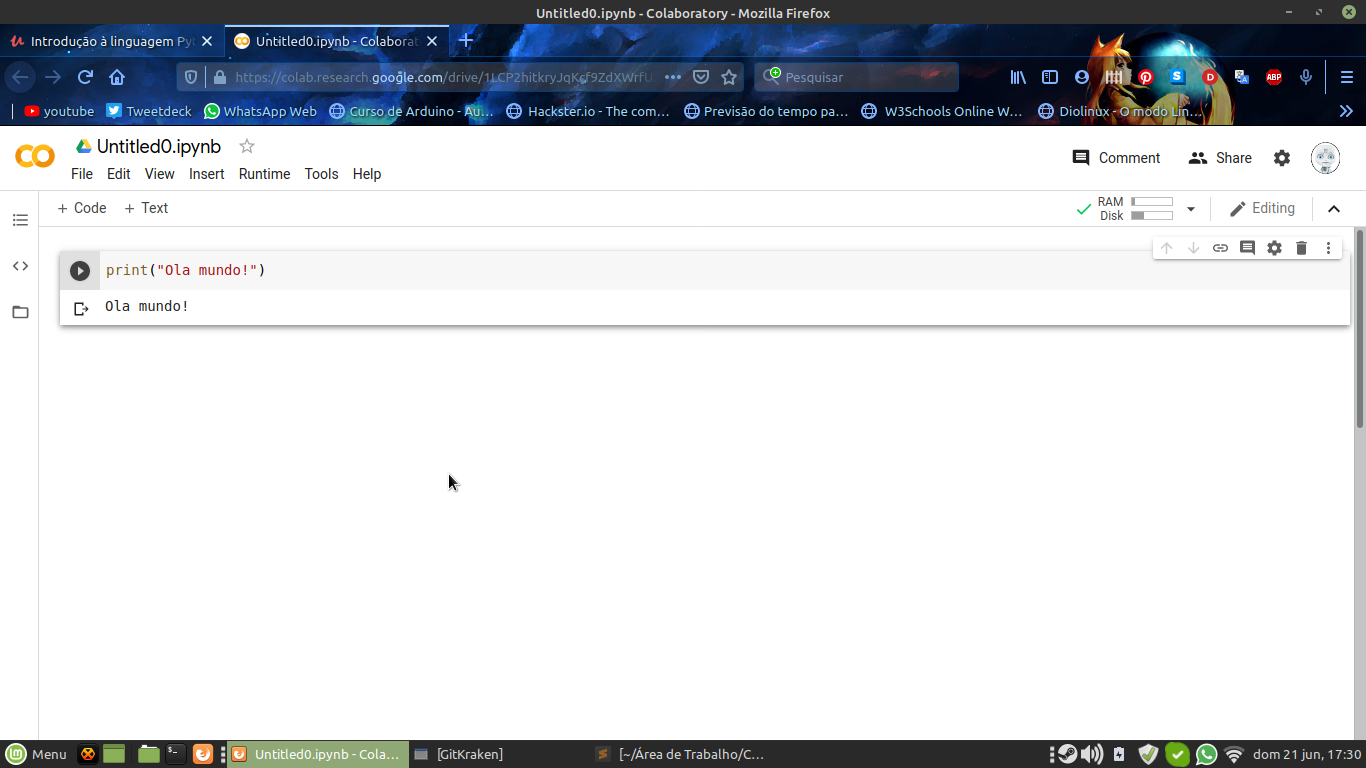 Untitled0.ipynb - Colaboratory - Mozilla Firefox
Introdução à linguagem Py
Untitled0.ipynb - Colaborat
https://colab.research.google.com/drive/1LCP2hitkryJqKcf9ZdXWrfU
Pesquisar
ABP
youtube
Tweetdeck
WhatsApp Web
Curso de Arduino - Au...
Hackster.io - The com...
Previsão do tempo pa...
W3Schools Online W...
Diolinux - O modo Lin...
Untitled0.ipynb
Comment
Share
File Edit View Insert Runtime Tools Help
+ Code + Text
RAM
Disk
Editing
print("Ola mundo!")
Ola mundo!
Menu
Untitled0.ipynb - Cola...
[GitKraken]
[~/Área de Trabalho/C...
dom 21 jun, 17:30